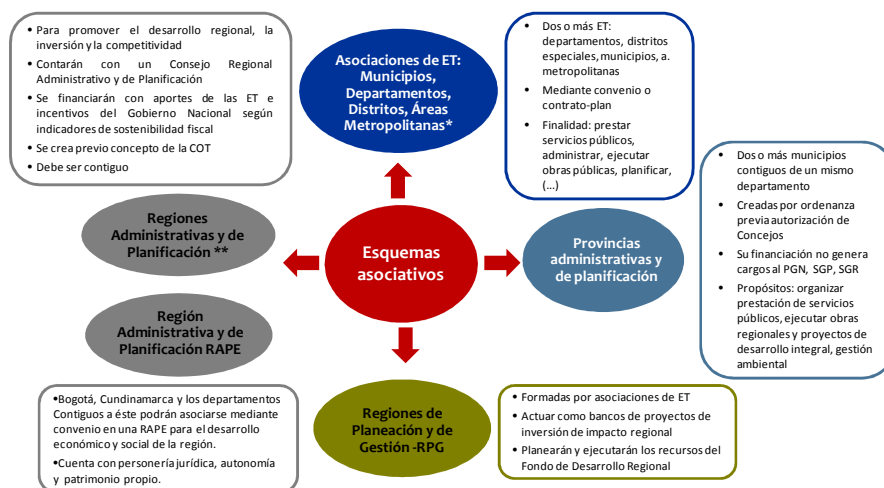 • Para promover el desarrollo regional, la
inversión y la competitividad
• Contarán con un Consejo Regional
Administrativo y de Planificación
• Se financiarán con aportes de las ET e
incentivos del Gobierno Nacional según
indicadores de sostenibilidad fiscal
• Se crea previo concepto de la COT
• Debe ser contiguo
Asociaciones de ET:
Municipios,
Departamentos,
Distritos, Áreas
Metropolitanas*
• Dos o más ET:
departamentos, distritos
especiales, municipios, a.
metropolitanas
• Mediante convenio o
contrato-plan
• Finalidad: prestar
servicios públicos,
administrar, ejecutar
obras públicas, planificar,
(...)
Regiones
Administrativas y de
Planificación **
Esquemas
asociativos
Provincias
administrativas y
de planificación
• Dos o más municipios
contiguos de un mismo
departamento
• Creadas por ordenanza
previa autorización de
Concejos
• Su financiación no genera
cargos al PGN, SGP, SGR
• Propósitos: organizar
prestación de servicios
públicos, ejecutar obras
regionales y proyectos de
desarrollo integral, gestión
ambiental
Región
Administrativa y de
Planificación RAPE
•Bogotá, Cundinamarca y los departamentos
Contiguos a éste podrán asociarse mediante
convenio en una RAPE para el desarrollo
económico y social de la región.
•Cuenta con personería jurídica, autonomía
y patrimonio propio.
Regiones de
Planeación y de
Gestión -RPG
• Formadas por asociaciones de ET
• Actuar como bancos de proyectos de
inversión de impacto regional
• Planearán y ejecutarán los recursos del
Fondo de Desarrollo Regional